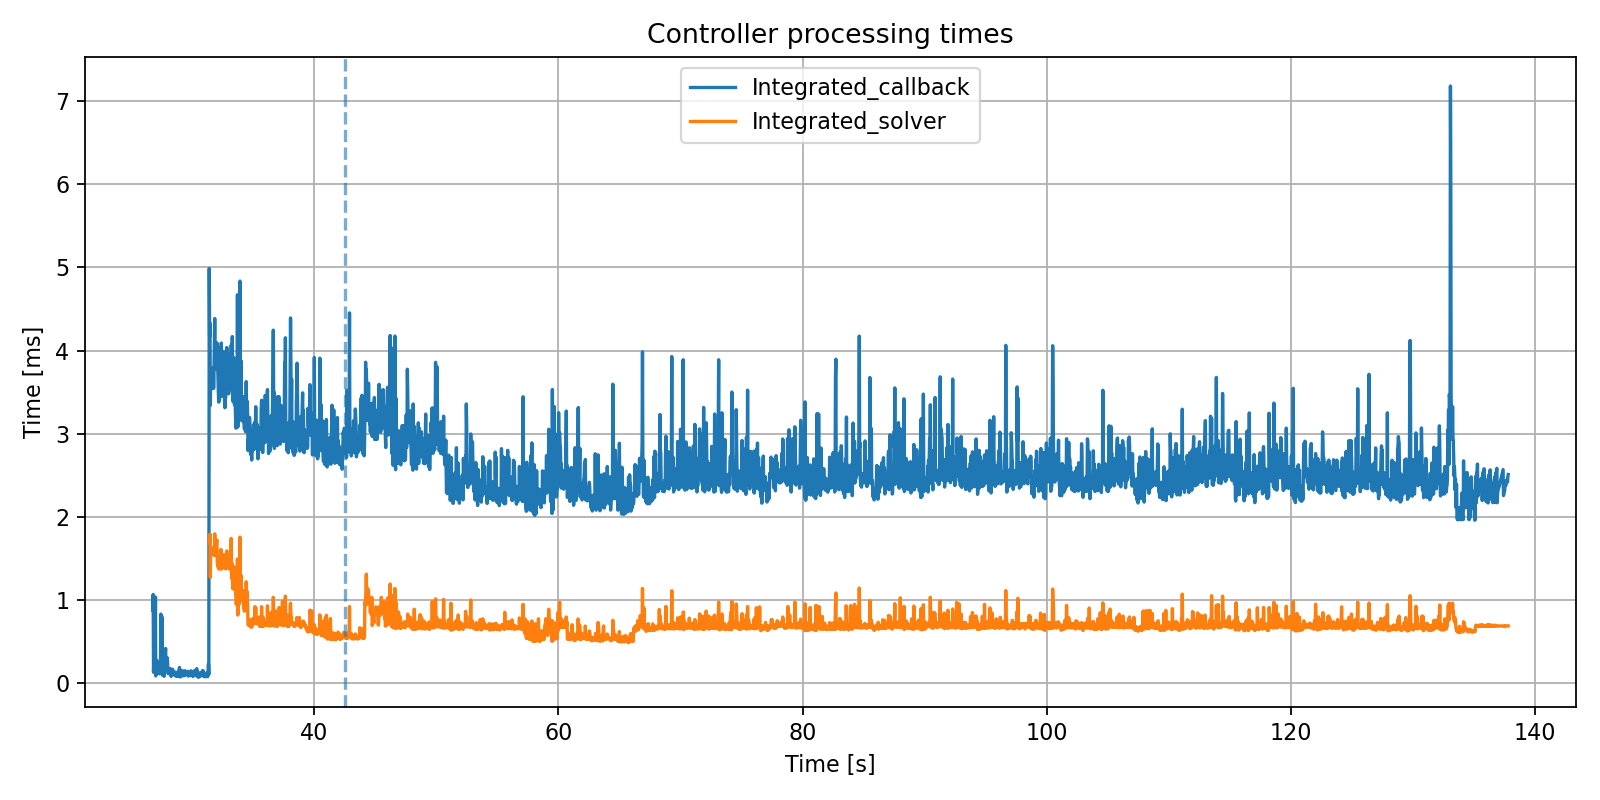 Controller processing times
Integrated_callback
Integrated_solver
Time [ms]
7
6
5
4
3
2
1
0
40 60 80 100 120 140
Time [s]